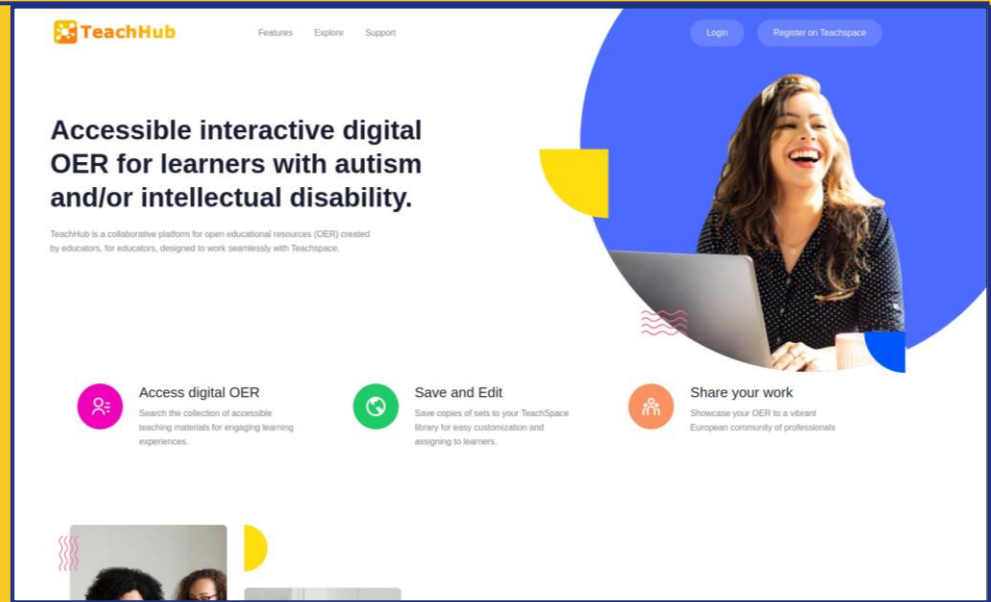 TeachHub
Features
Explore
Support
Login
Register on Teachspace
Accessible interactive digital
OER for learners with autism
and/or intellectual disability.
TeachHub is a collaborative platform for open educational resources (OER) created
by educators, for educators, designed to work seamlessly with Teachspace.
Access digital OER
Search the collection of accessible
teaching materials for engaging learning
experiences.
Save and Edit
Save copies of sets to your TeachSpace
library for easy customization and
assigning to learners.
Share your work
Showcase your OER to a vibrant
European community of professionals